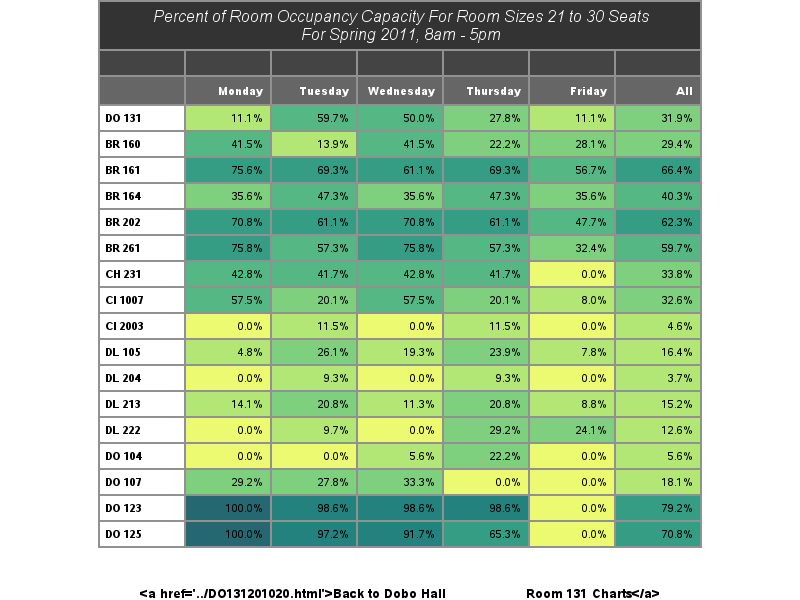 Percent of Room Occupancy Capacity For Room Sizes 21 to 30 Seats
For Spring 2011, 8am - 5pm
Monday Tuesday Wednesday Thursday Friday All
DO 131 11.1% 59.7% 50.0% 27.8% 11.1% 31.9%
BR 160 41.5% 13.9% 41.5% 22.2% 28.1% 29.4%
BR 161 75.6% 69.3% 61.1% 69.3% 56.7% 66.4%
BR 164 35.6% 47.3% 35.6% 47.3% 35.6% 40.3%
BR 202 70.8% 61.1% 70.8% 61.1% 47.7% 62.3%
BR 261 75.8% 57.3% 75.8% 57.3% 32.4% 59.7%
CH 231 42.8% 41.7% 42.8% 41.7% 0.0% 33.8%
CI 1007 57.5% 20.1% 57.5% 20.1% 8.0% 32.6%
CI 2003 0.0% 11.5% 0.0% 11.5% 0.0% 4.6%
DL 105 4.8% 26.1% 19.3% 23.9% 7.8% 16.4%
DL 204 0.0% 9.3% 0.0% 9.3% 0.0% 3.7%
DL 213 14.1% 20.8% 11.3% 20.8% 8.8% 15.2%
DL 222 0.0% 9.7% 0.0% 29.2% 24.1% 12.6%
DO 104 0.0% 0.0% 5.6% 22.2% 0.0% 5.6%
DO 107 29.2% 27.8% 33.3% 0.0% 0.0% 18.1%
DO 123 100.0% 98.6% 98.6% 98.6% 0.0% 79.2%
DO 125 100.0% 97.2% 91.7% 65.3% 0.0% 70.8%
<a href='../DO131201020.html'>Back to Dobo Hall Room 131 Charts</a>